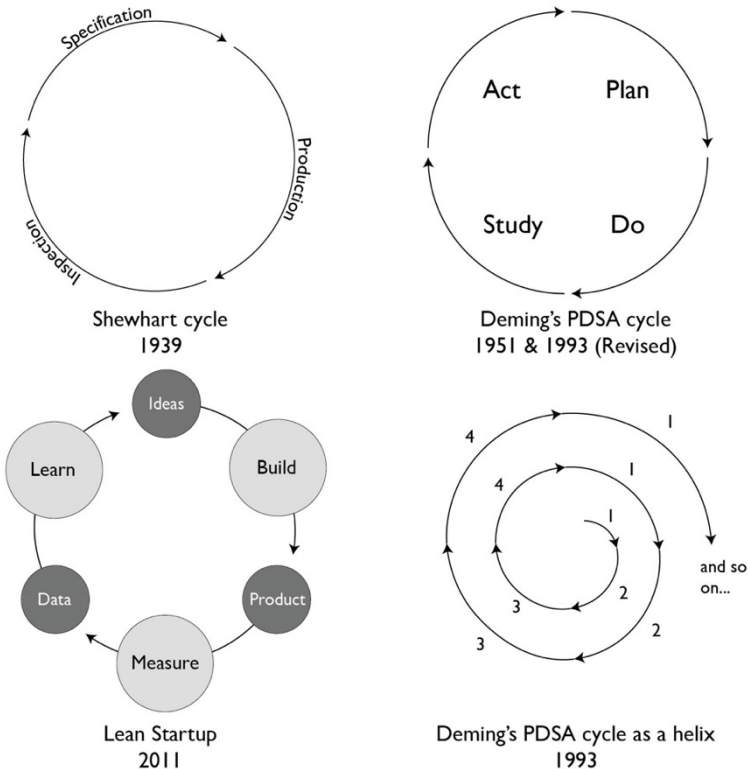 Specification
Production
Inspection
Shewhart cycle
1939
Act
Plan
Study
Do
Deming's PDSA cycle
1951 & 1993 (Revised)
Ideas
Learn
Build
Data
Product
Measure
Lean Startup
2011
1
4
1
4
1
2
3
2
3
and so
on...
Deming's PDSA cycle as a helix
1993